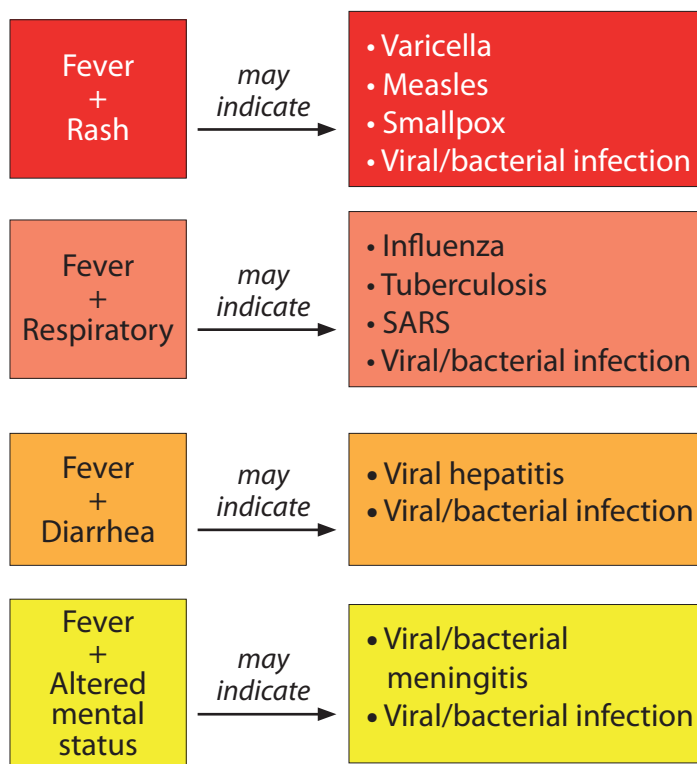 Fever
+
Rash
may
indicate
• Varicella
• Measles
• Smallpox
• Viral/bacterial infection
Fever
+
Respiratory
may
indicate
• Influenza
• Tuberculosis
• SARS
• Viral/bacterial infection
Fever
+
Diarrhea
may
indicate
• Viral hepatitis
• Viral/bacterial infection
Fever
+
Altered
mental
status
may
indicate
• Viral/bacterial
meningitis
• Viral/bacterial infection